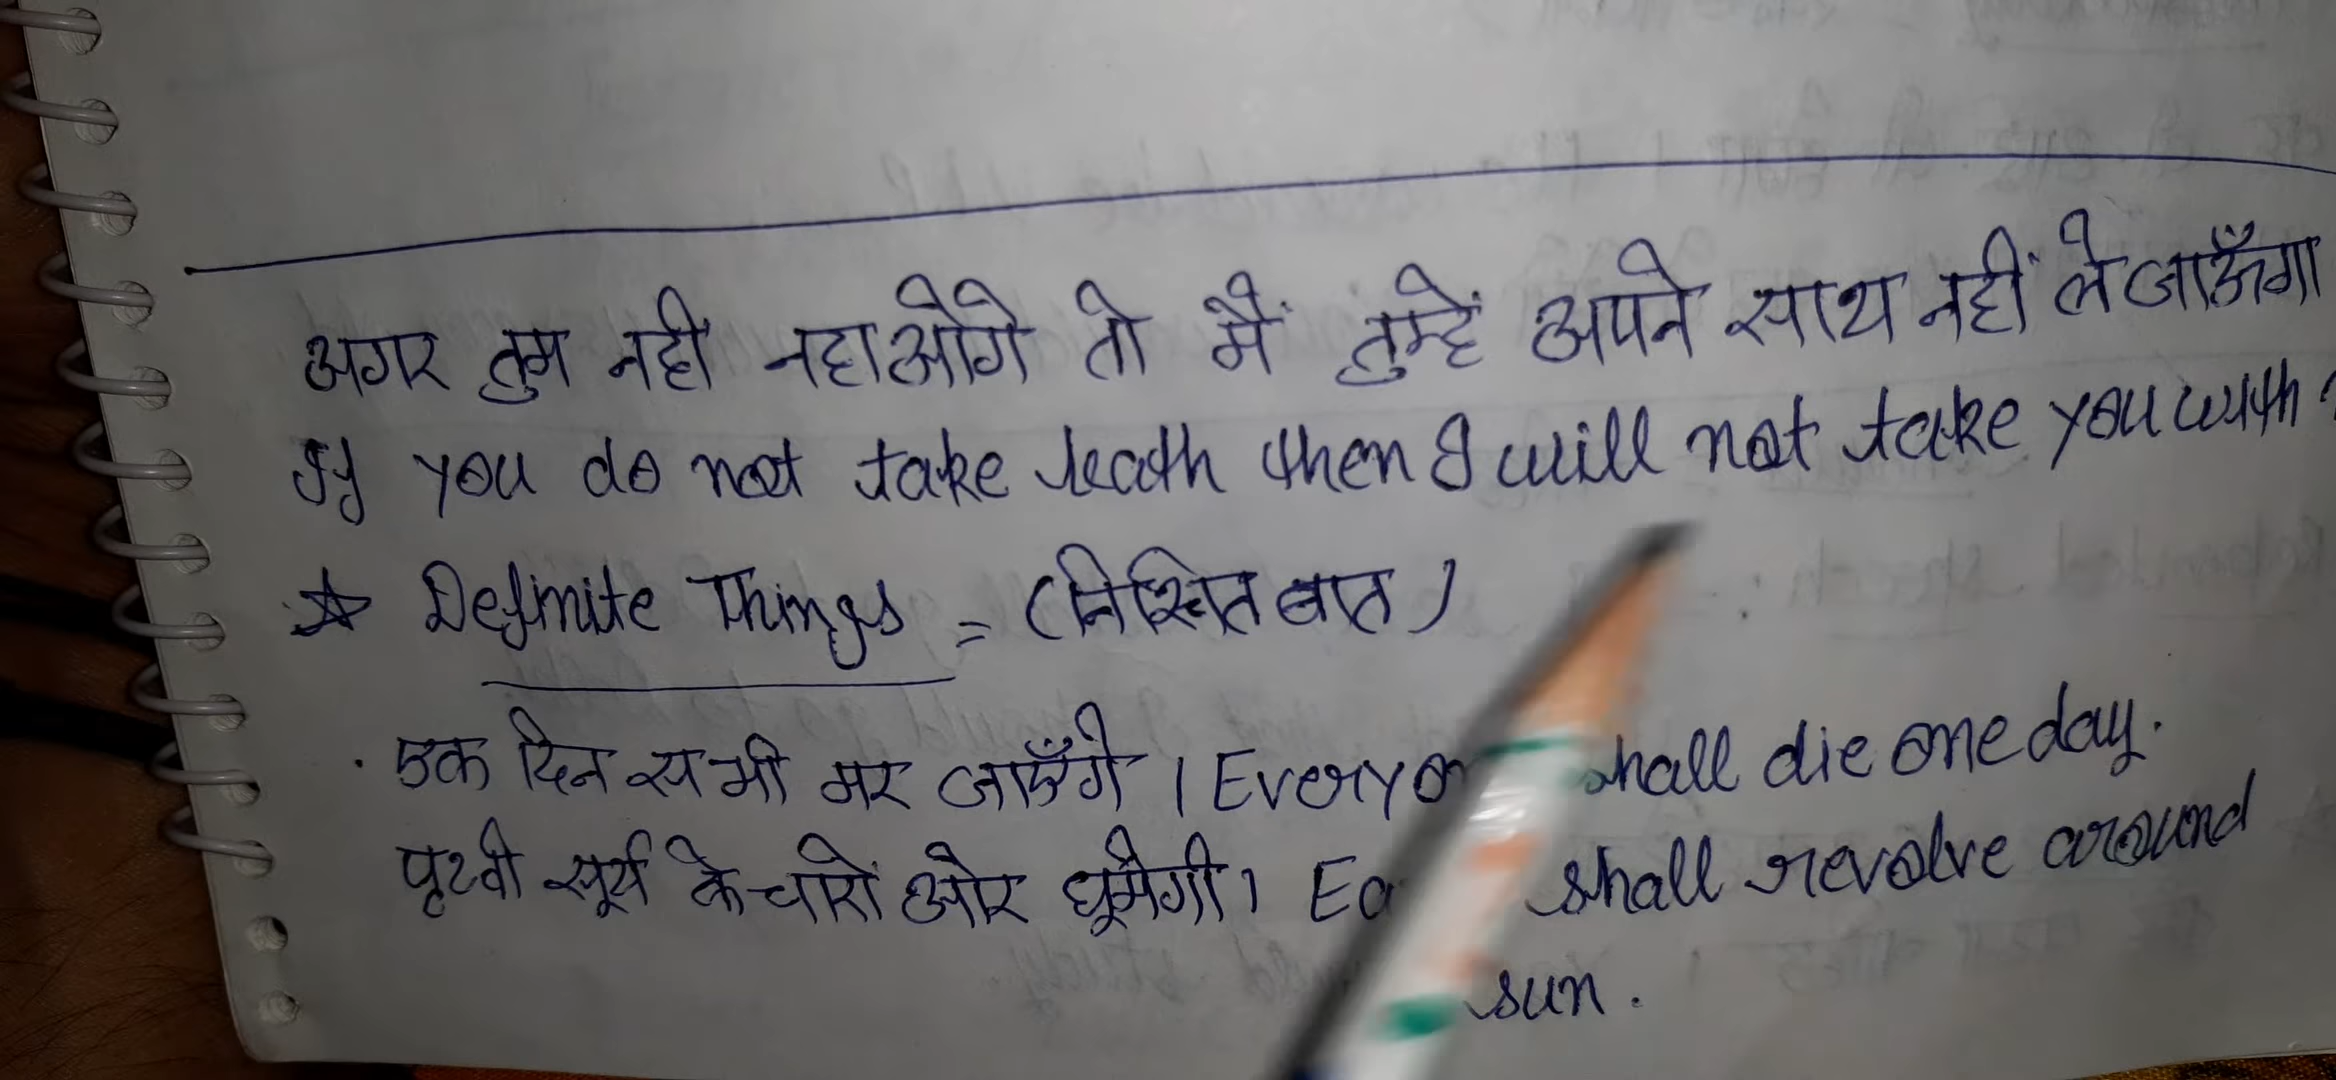 अगर तुम नहीं नहाओगे तो मैं तुम्हें अपने साथ नहीं ले जाऊँगा
If you do not take bath then I will not take you with
☆ Definite Things = (निश्चित बात)
· एक दिन सभी मर जाएँगे । Everyon shall die one day.
पृथ्वी सूर्य के चारों ओर घूमेगी। Ea shall revolve around
sun.